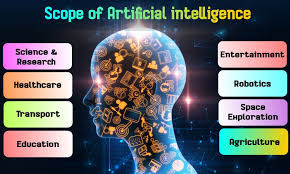 Scope of Artificial intelligence
Science &
Research
Healthcare
Transport
Education
Entertainment
Robotics
Space
Exploration
Agriculture